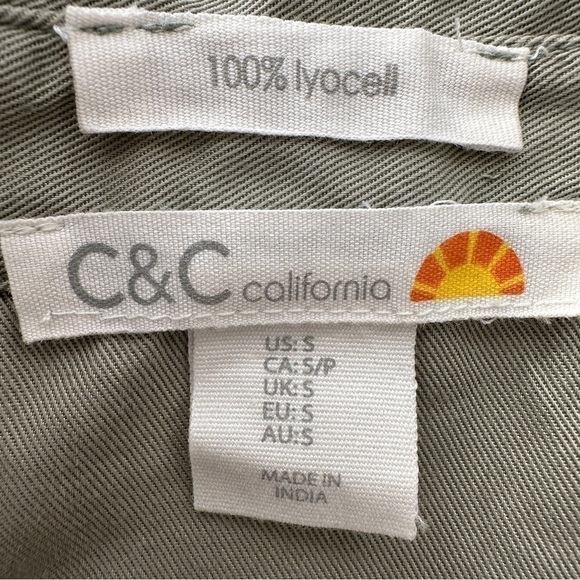 100% lyocell
C&C california
US: S
CA: S/P
UK: S
EU: S
AU: S
MADE IN
INDIA